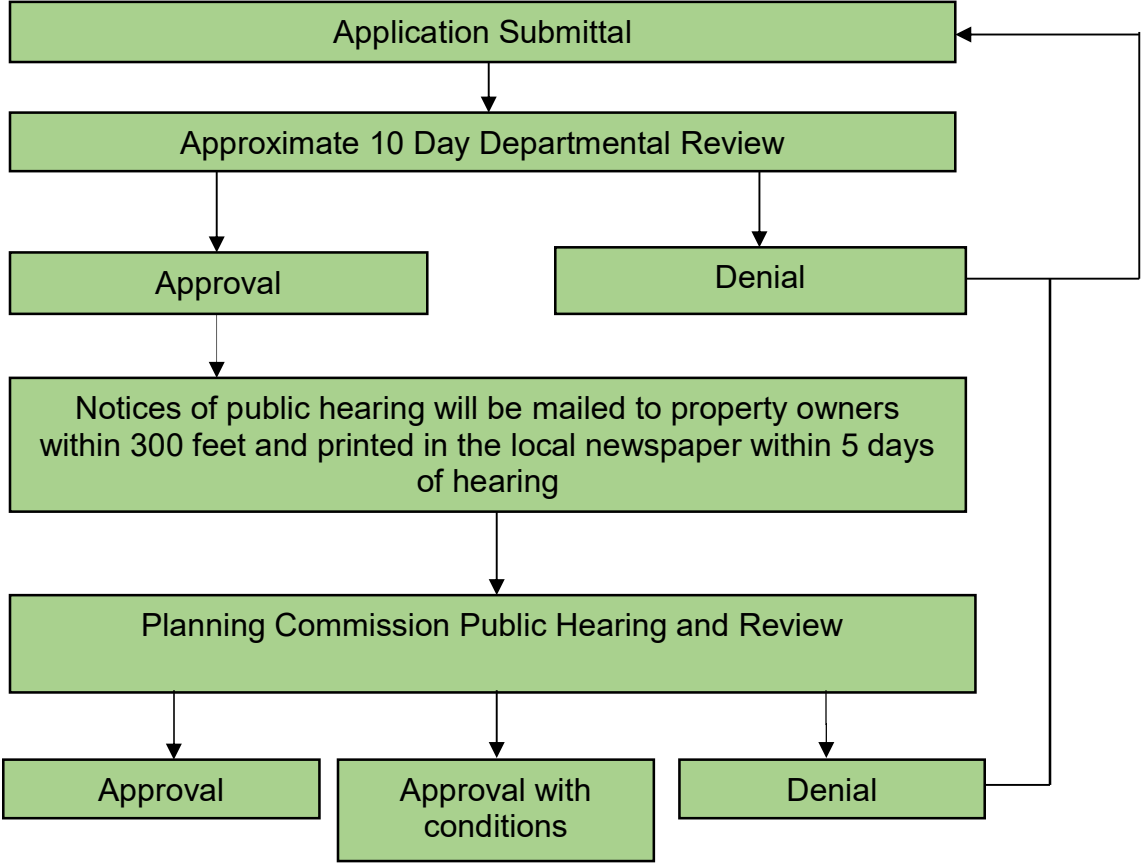 Application Submittal
Approximate 10 Day Departmental Review
Approval
Denial
Notices of public hearing will be mailed to property owners
within 300 feet and printed in the local newspaper within 5 days
of hearing
Planning Commission Public Hearing and Review
Approval
Approval with
conditions
Denial